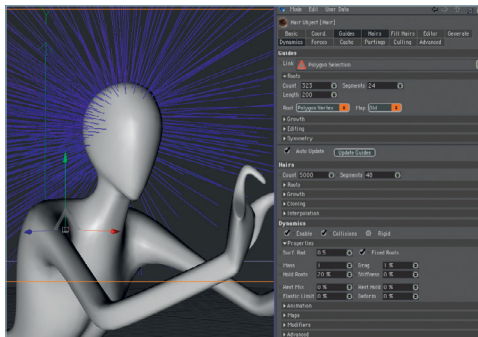 Mode Edit User Data
Hair Object [Hair]
Basic Coord. Guides Hairs Fill Hairs Editor Generate
Dynamics Forces Cache Partings Culling Advanced
Guides
Link Polygon Selection
Roots
Count 323 Segments 24
Length 200
Root Polygon Vertex Map Old
Growth
Editing
Symmetry
Auto Update Update Guides
Hairs
Count 5000 Segments 40
Roots
Growth
Cloning
Interpolation
Dynamics
Enable Collisions Rigid
Properties
Surf. Rad 0.5 Fixed Roots
Mass 1 Drag 1 %
Hold Roots 20 % Stiffness 0 %
Rest Mix 0 % Rest Hold 0 %
Elastic Limit 0 % Deform 0 %
Animation
Maps
Modifiers
Advanced